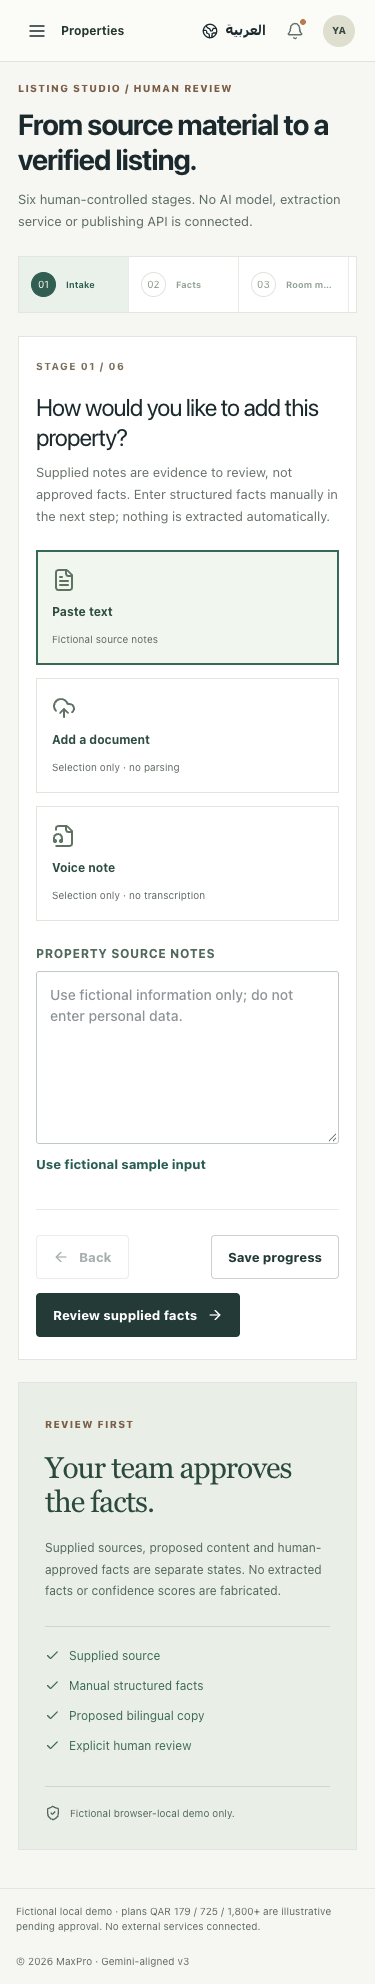 Properties
العربية
YA
LISTING STUDIO / HUMAN REVIEW
From source material to a
verified listing.
Six human-controlled stages. No AI model, extraction
service or publishing API is connected.
01 Intake
02 Facts
03 Room m...
STAGE 01 / 06
How would you like to add this
property?
Supplied notes are evidence to review, not
approved facts. Enter structured facts manually in
the next step; nothing is extracted automatically.
Paste text
Fictional source notes
Add a document
Selection only · no parsing
Voice note
Selection only · no transcription
PROPERTY SOURCE NOTES
Use fictional information only; do not
enter personal data.
Use fictional sample input
Back
Save progress
Review supplied facts
REVIEW FIRST
Your team approves
the facts.
Supplied sources, proposed content and human-
approved facts are separate states. No extracted
facts or confidence scores are fabricated.
Supplied source
Manual structured facts
Proposed bilingual copy
Explicit human review
Fictional browser-local demo only.
Fictional local demo · plans QAR 179 / 725 / 1,800+ are illustrative
pending approval. No external services connected.
© 2026 MaxPro · Gemini-aligned v3